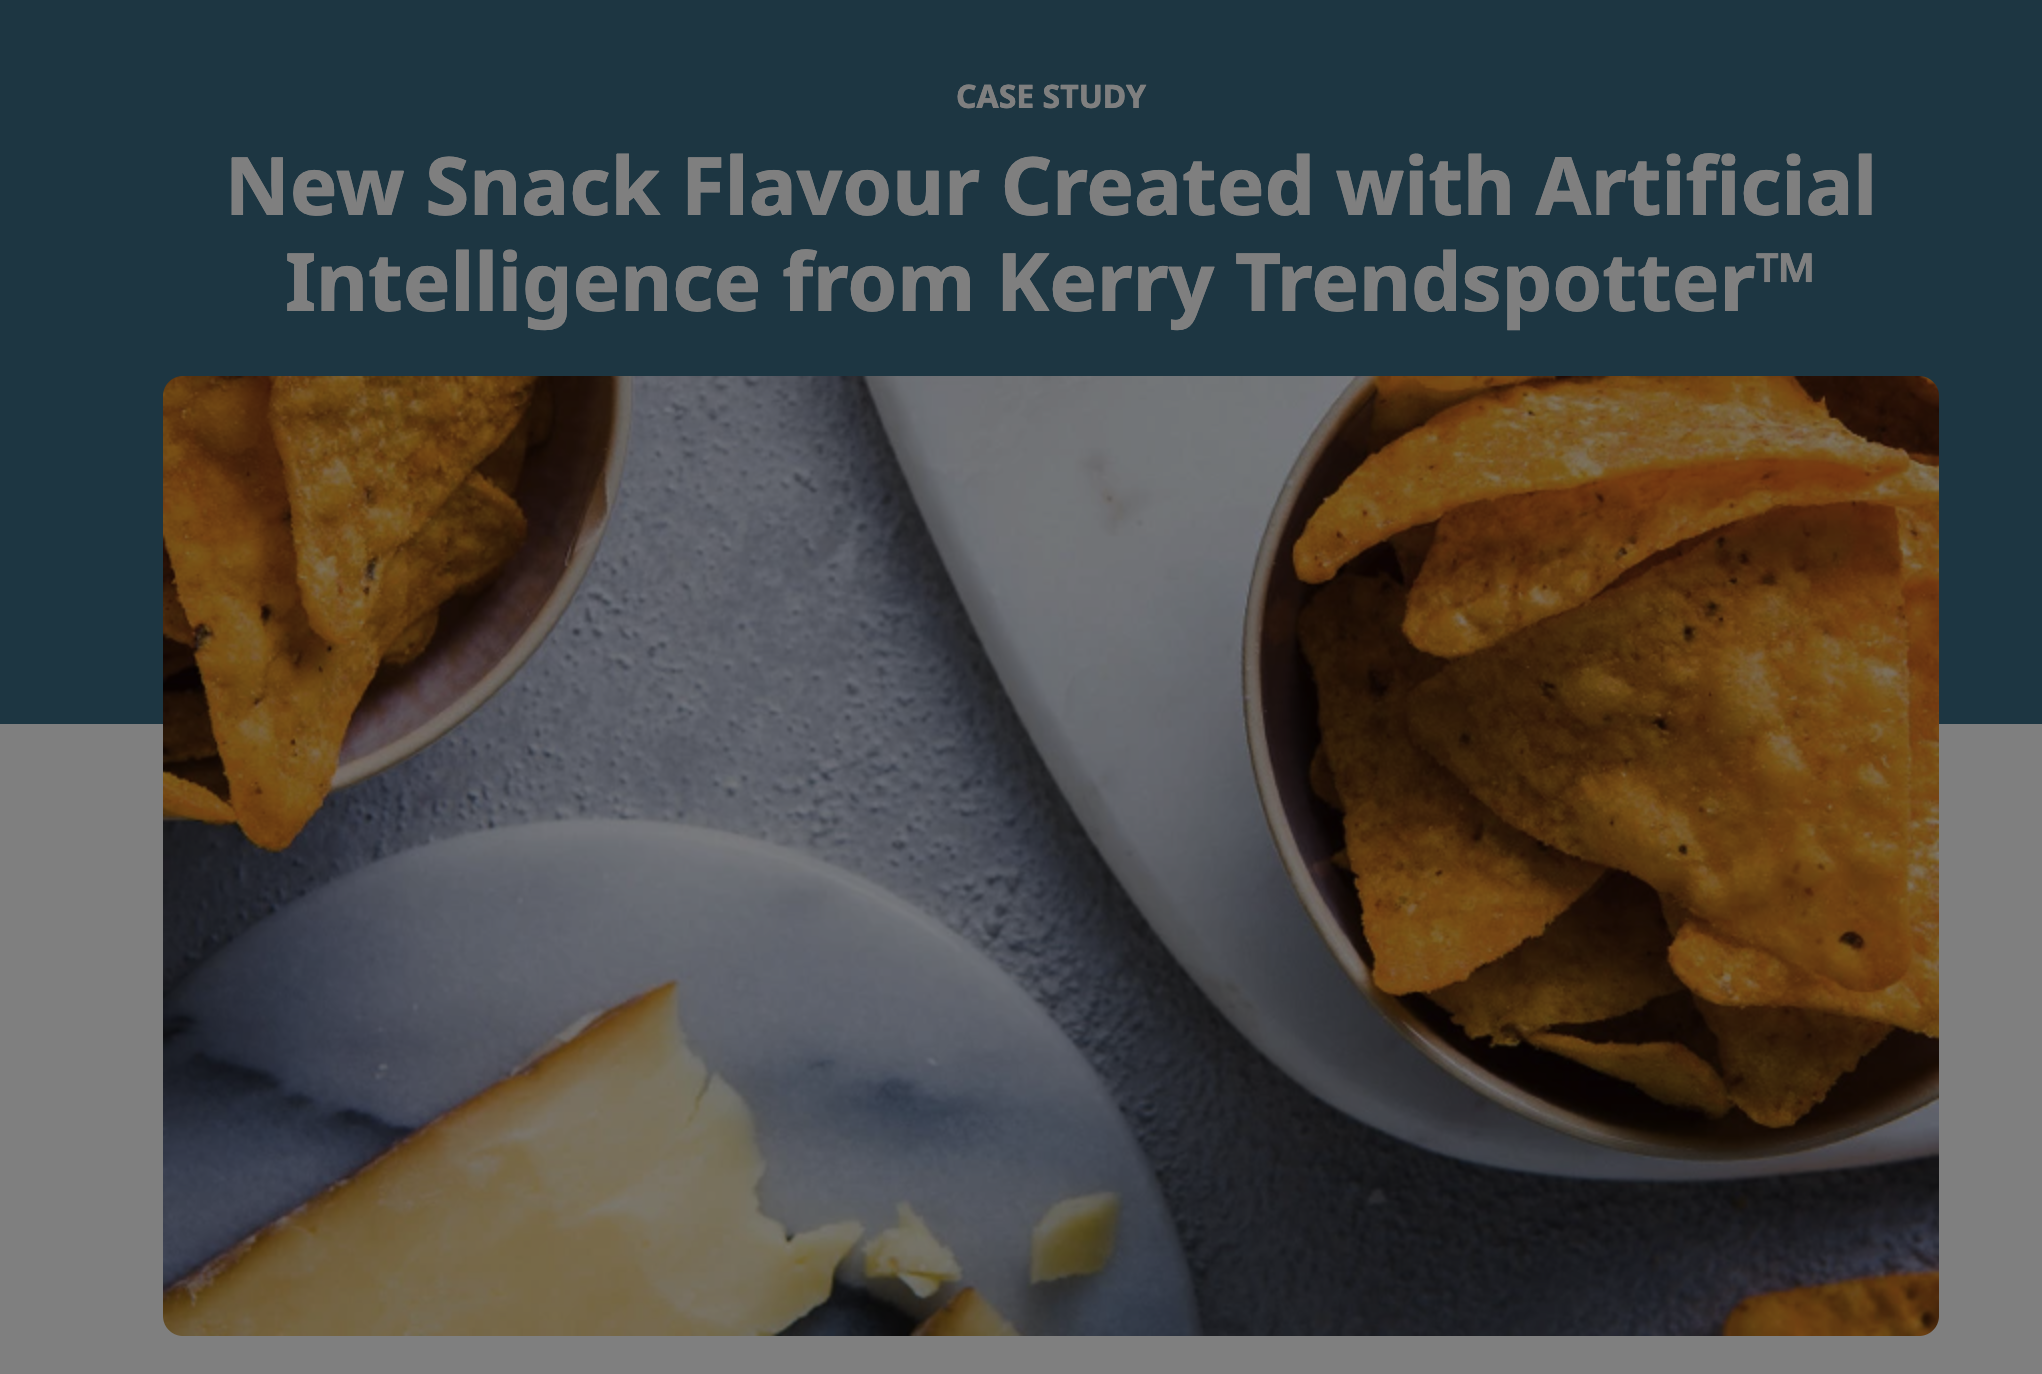 CASE STUDY
New Snack Flavour Created with Artificial
Intelligence from Kerry Trendspotter™